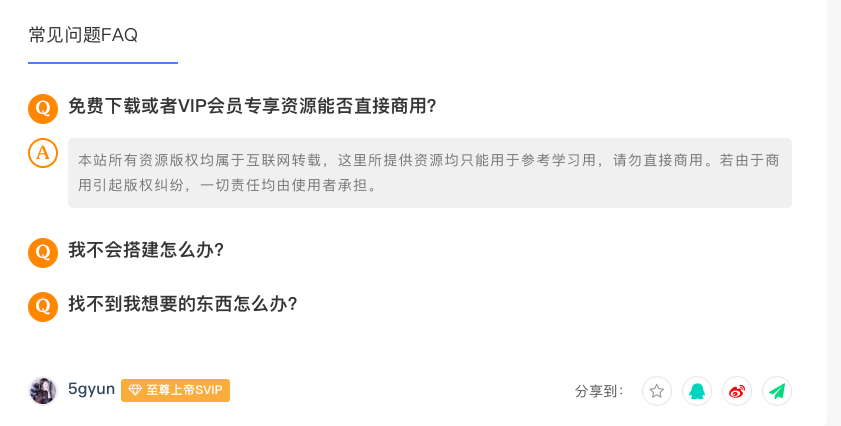 常见问题FAQ
Q 免费下载或者VIP会员专享资源能否直接商用?
A 本站所有资源版权均属于互联网转载，这里所提供资源均只能用于参考学习用，请勿直接商用。若由于商
用引起版权纠纷，一切责任均由使用者承担。
Q 我不会搭建怎么办?
Q 找不到我想要的东西怎么办?
5gyun 至尊上帝SVIP 分享到：